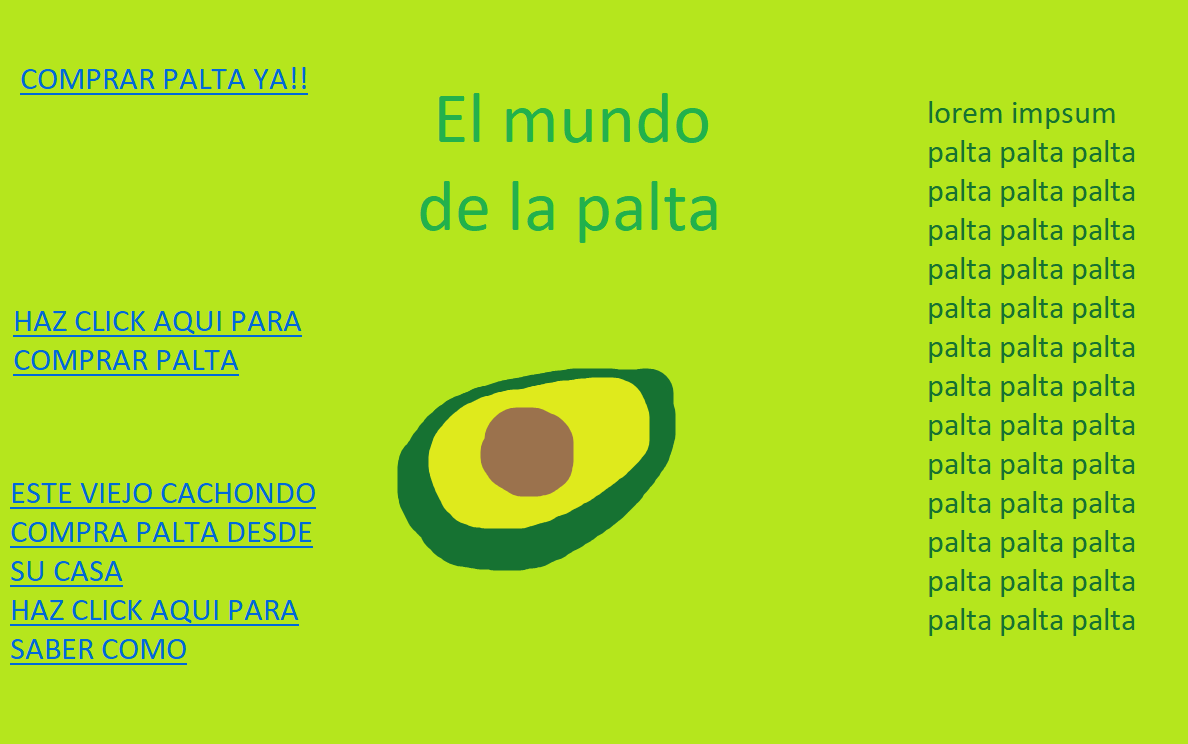 COMPRAR PALTA YA!!
HAZ CLICK AQUI PARA
COMPRAR PALTA
ESTE VIEJO CACHONDO
COMPRA PALTA DESDE
SU CASA
HAZ CLICK AQUI PARA
SABER COMO
El mundo
de la palta
lorem impsum
palta palta palta
palta palta palta
palta palta palta
palta palta palta
palta palta palta
palta palta palta
palta palta palta
palta palta palta
palta palta palta
palta palta palta
palta palta palta
palta palta palta
palta palta palta